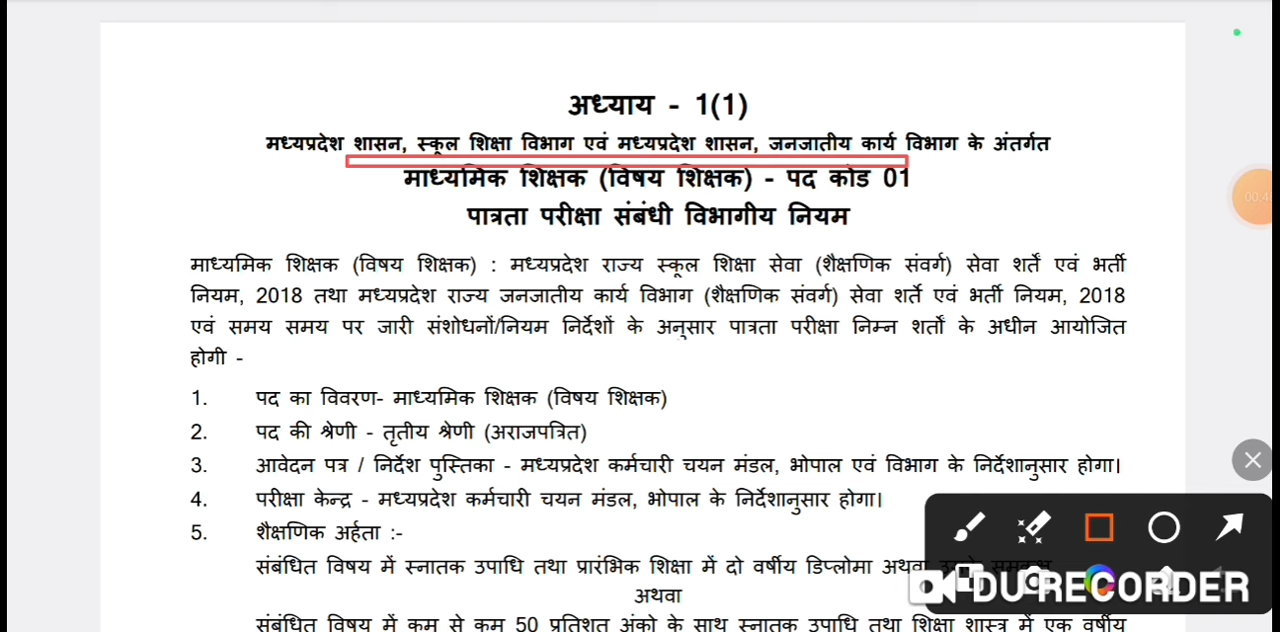 अध्याय - 1(1)
मध्यप्रदेश शासन, स्कूल शिक्षा विभाग एवं मध्यप्रदेश शासन, जनजातीय कार्य विभाग के अंतर्गत
माध्यमिक शिक्षक (विषय शिक्षक) - पद कोड 01
पात्रता परीक्षा संबंधी विभागीय नियम
माध्यमिक शिक्षक (विषय शिक्षक) : मध्यप्रदेश राज्य स्कूल शिक्षा सेवा (शैक्षणिक संवर्ग) सेवा शर्तें एवं भर्ती
नियम, 2018 तथा मध्यप्रदेश राज्य जनजातीय कार्य विभाग (शैक्षणिक संवर्ग) सेवा शर्ते एवं भर्ती नियम, 2018
एवं समय समय पर जारी संशोधनों/नियम निर्देशों के अनुसार पात्रता परीक्षा निम्न शर्तों के अधीन आयोजित
होगी -
1. पद का विवरण- माध्यमिक शिक्षक (विषय शिक्षक)
2. पद की श्रेणी - तृतीय श्रेणी (अराजपत्रित)
3. आवेदन पत्र / निर्देश पुस्तिका - मध्यप्रदेश कर्मचारी चयन मंडल, भोपाल एवं विभाग के निर्देशानुसार होगा।
4. परीक्षा केन्द्र - मध्यप्रदेश कर्मचारी चयन मंडल, भोपाल के निर्देशानुसार होगा।
5. शैक्षणिक अर्हता :-
संबंधित विषय में स्नातक उपाधि तथा प्रारंभिक शिक्षा में दो वर्षीय डिप्लोमा अथवा
अथवा
संबंधित विषय में कम से कम 50 प्रतिशत अंको के साथ स्नातक उपाधि तथा शिक्षा शास्त्र में एक वर्षीय
DU RECORDER